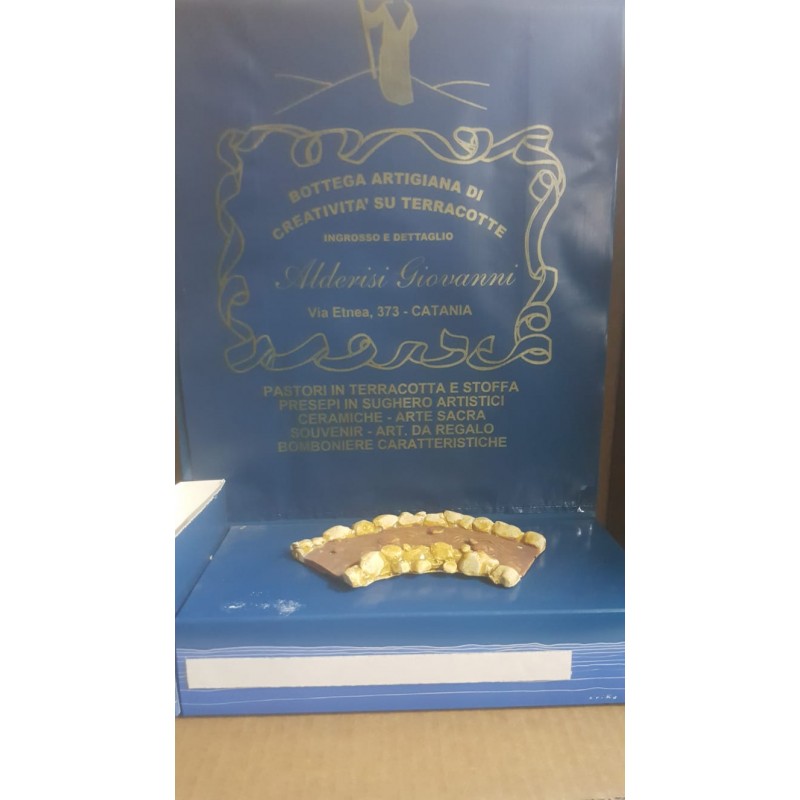 BOTTEGA ARTIGIANA DI
CREATIVITA' SU TERRACOTTE
INGROSSO E DETTAGLIO
Alderisi Giovanni
Via Etnea, 373 - CATANIA
PASTORI IN TERRACOTTA E STOFFA
PRESEPI IN SUGHERO ARTISTICI
CERAMICHE - ARTE SACRA
SOUVENIR - ART. DA REGALO
BOMBONIERE CARATTERISTICHE